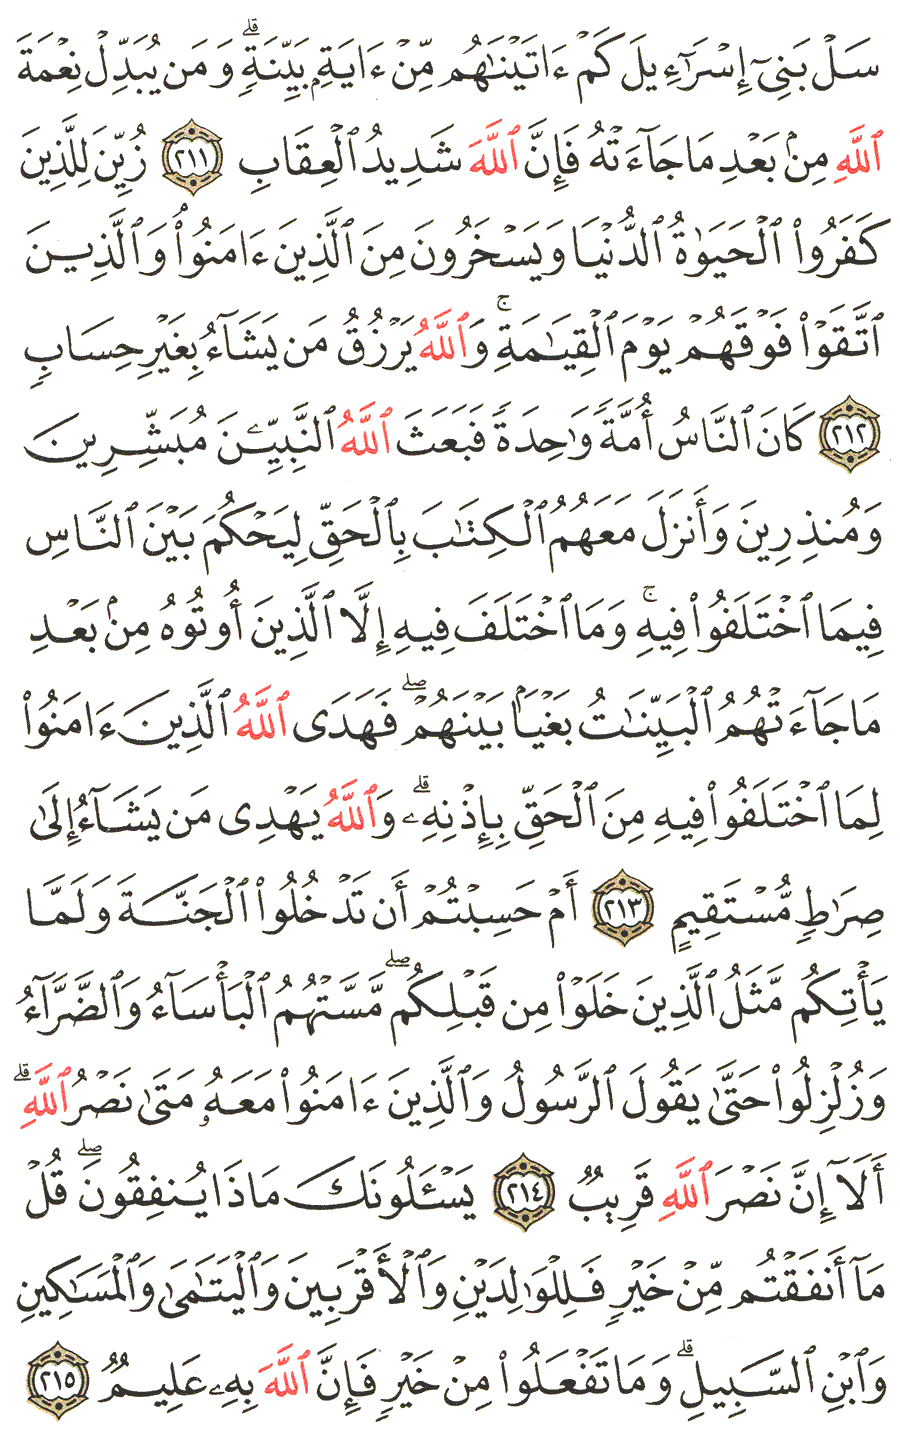 سَلْ بَنِىٓ إِسْرَٰٓءِيلَ كَمْ ءَاتَيْنَٰهُم مِّنْ ءَايَةٍۭ بَيِّنَةٍۗ وَمَن يُبَدِّلْ نِعْمَةَ
ٱللَّهِ مِنۢ بَعْدِ مَا جَآءَتْهُ فَإِنَّ ٱللَّهَ شَدِيدُ ٱلْعِقَابِ ٢١١ زُيِّنَ لِلَّذِينَ
كَفَرُوا۟ ٱلْحَيَوٰةُ ٱلدُّنْيَا وَيَسْخَرُونَ مِنَ ٱلَّذِينَ ءَامَنُوا۟ۘ وَٱلَّذِينَ
ٱتَّقَوْا۟ فَوْقَهُمْ يَوْمَ ٱلْقِيَٰمَةِۚ وَٱللَّهُ يَرْزُقُ مَن يَشَآءُ بِغَيْرِ حِسَابٍ
٢١٢ كَانَ ٱلنَّاسُ أُمَّةً وَٰحِدَةً فَبَعَثَ ٱللَّهُ ٱلنَّبِيِّـۧنَ مُبَشِّرِينَ
وَمُنذِرِينَ وَأَنزَلَ مَعَهُمُ ٱلْكِتَٰبَ بِٱلْحَقِّ لِيَحْكُمَ بَيْنَ ٱلنَّاسِ
فِيمَا ٱخْتَلَفُوا۟ فِيهِۚ وَمَا ٱخْتَلَفَ فِيهِ إِلَّا ٱلَّذِينَ أُوتُوهُ مِنۢ بَعْدِ
مَا جَآءَتْهُمُ ٱلْبَيِّنَٰتُ بَغْيَۢا بَيْنَهُمْۖ فَهَدَى ٱللَّهُ ٱلَّذِينَ ءَامَنُوا۟
لِمَا ٱخْتَلَفُوا۟ فِيهِ مِنَ ٱلْحَقِّ بِإِذْنِهِۦۗ وَٱللَّهُ يَهْدِى مَن يَشَآءُ إِلَىٰ
صِرَٰطٍ مُّسْتَقِيمٍ ٢١٣ أَمْ حَسِبْتُمْ أَن تَدْخُلُوا۟ ٱلْجَنَّةَ وَلَمَّا
يَأْتِكُم مَّثَلُ ٱلَّذِينَ خَلَوْا۟ مِن قَبْلِكُمۖ مَّسَّتْهُمُ ٱلْبَأْسَآءُ وَٱلضَّرَّآءُ
وَزُلْزِلُوا۟ حَتَّىٰ يَقُولَ ٱلرَّسُولُ وَٱلَّذِينَ ءَامَنُوا۟ مَعَهُۥ مَتَىٰ نَصْرُ ٱللَّهِۗ
أَلَآ إِنَّ نَصْرَ ٱللَّهِ قَرِيبٌ ٢١٤ يَسْـَٔلُونَكَ مَاذَا يُنفِقُونَۖ قُلْ
مَآ أَنفَقْتُم مِّنْ خَيْرٍ فَلِلْوَٰلِدَيْنِ وَٱلْأَقْرَبِينَ وَٱلْيَتَٰمَىٰ وَٱلْمَسَٰكِينِ
وَٱبْنِ ٱلسَّبِيلِۗ وَمَا تَفْعَلُوا۟ مِنْ خَيْرٍ فَإِنَّ ٱللَّهَ بِهِۦ عَلِيمٌ ٢١٥